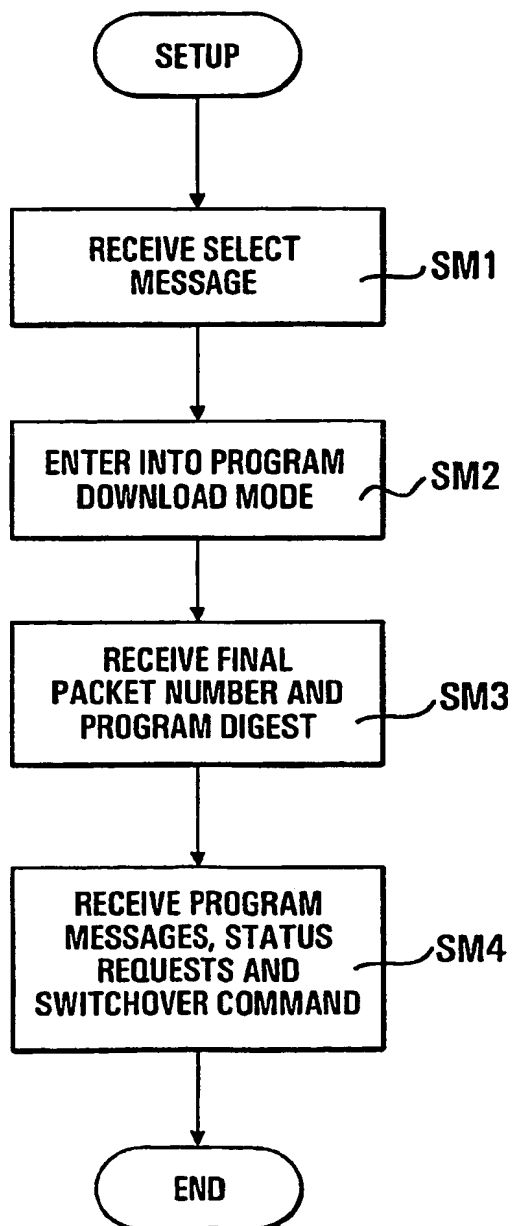 SETUP
RECEIVE SELECT
MESSAGE
SM1
ENTER INTO PROGRAM
DOWNLOAD MODE
SM2
RECEIVE FINAL
PACKET NUMBER AND
PROGRAM DIGEST
SM3
RECEIVE PROGRAM
MESSAGES, STATUS
REQUESTS AND
SWITCHOVER COMMAND
SM4
END